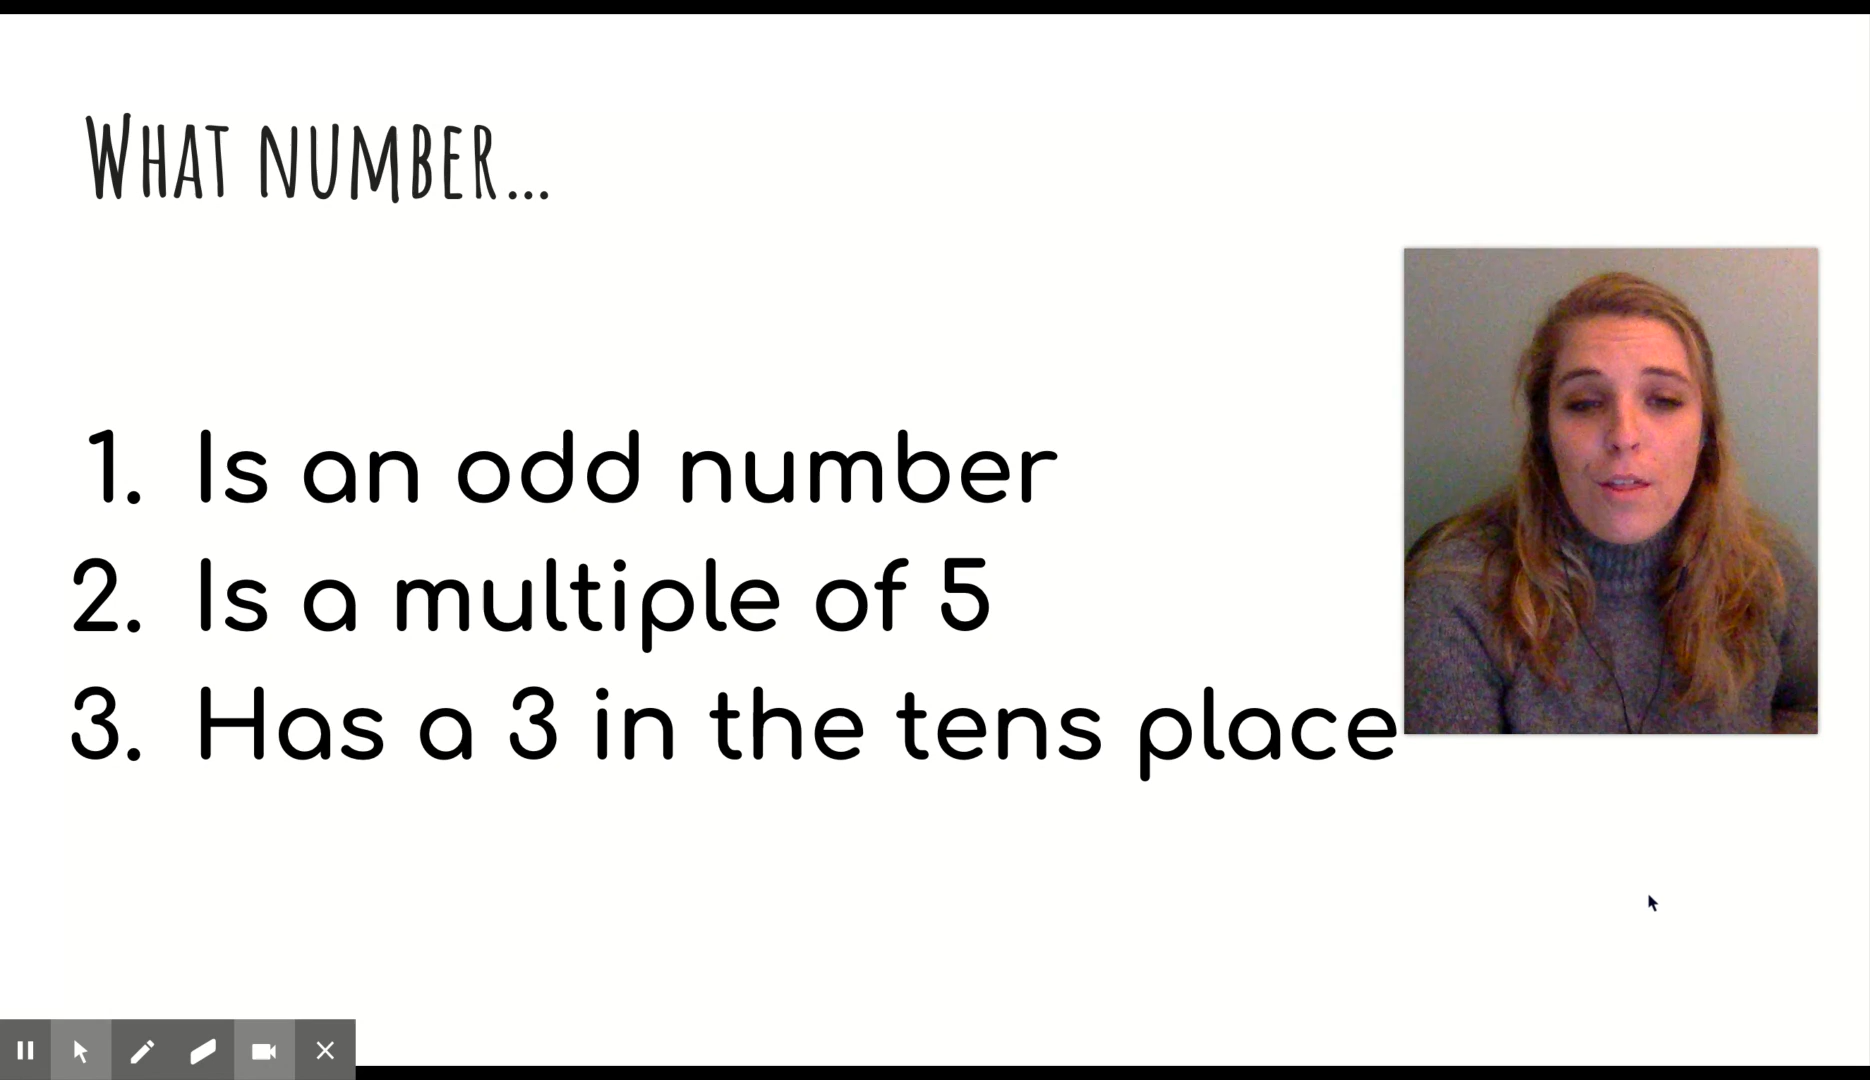 What number...
1. Is an odd number
2. Is a multiple of 5
3. Has a 3 in the tens place